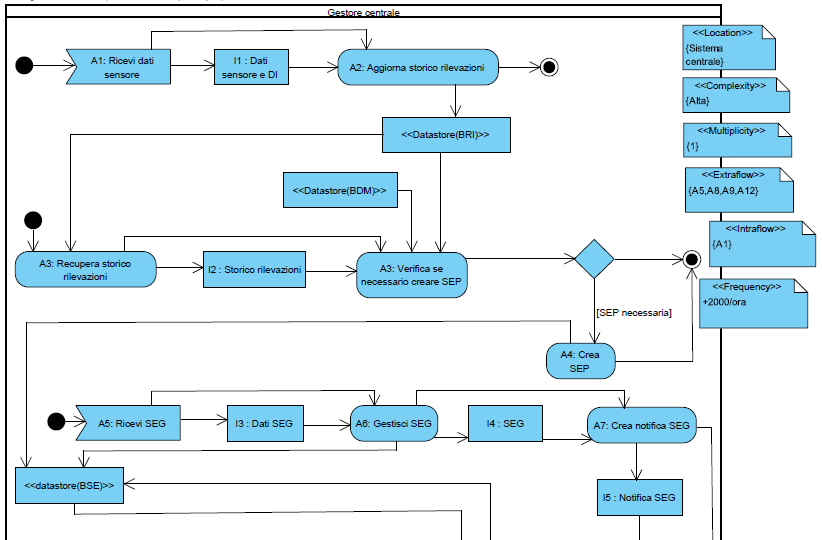 Gestore centrale
<<Location>>
{Sistema
centrale}
A1: Ricevi dati
sensore
I1 : Dati
sensore e DI
A2: Aggiorna storico rilevazioni
<<Complexity>>
{Alta}
<<Datastore(BRI)>>
<<Multiplicity>
{1}
<<Datastore(BDM)>>
<<Extraflow>>
{A5,A8,A9,A12}
<<Intraflow>>
{A1}
A3: Recupera storico
rilevazioni
I2 : Storico rilevazioni
A3: Verifica se
necessario creare SEP
<<Frequency>>
+2000/ora
[SEP necessaria]
A4: Crea
SEP
A5: Ricevi SEG
I3 : Dati SEG
A6: Gestisci SEG
I4 : SEG
A7: Crea notifica SEG
<<datastore(BSE)>>
I5 : Notifica SEG